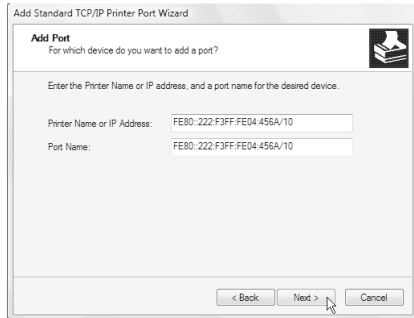 Add Standard TCP/IP Printer Port Wizard
Add Port
For which device do you want to add a port?
Enter the Printer Name or IP address, and a port name for the desired device.
Printer Name or IP Address: FE80::222:F3FF:FE04:456A/10
Port Name: FE80::222:F3FF:FE04:456A/10
< Back Next > Cancel